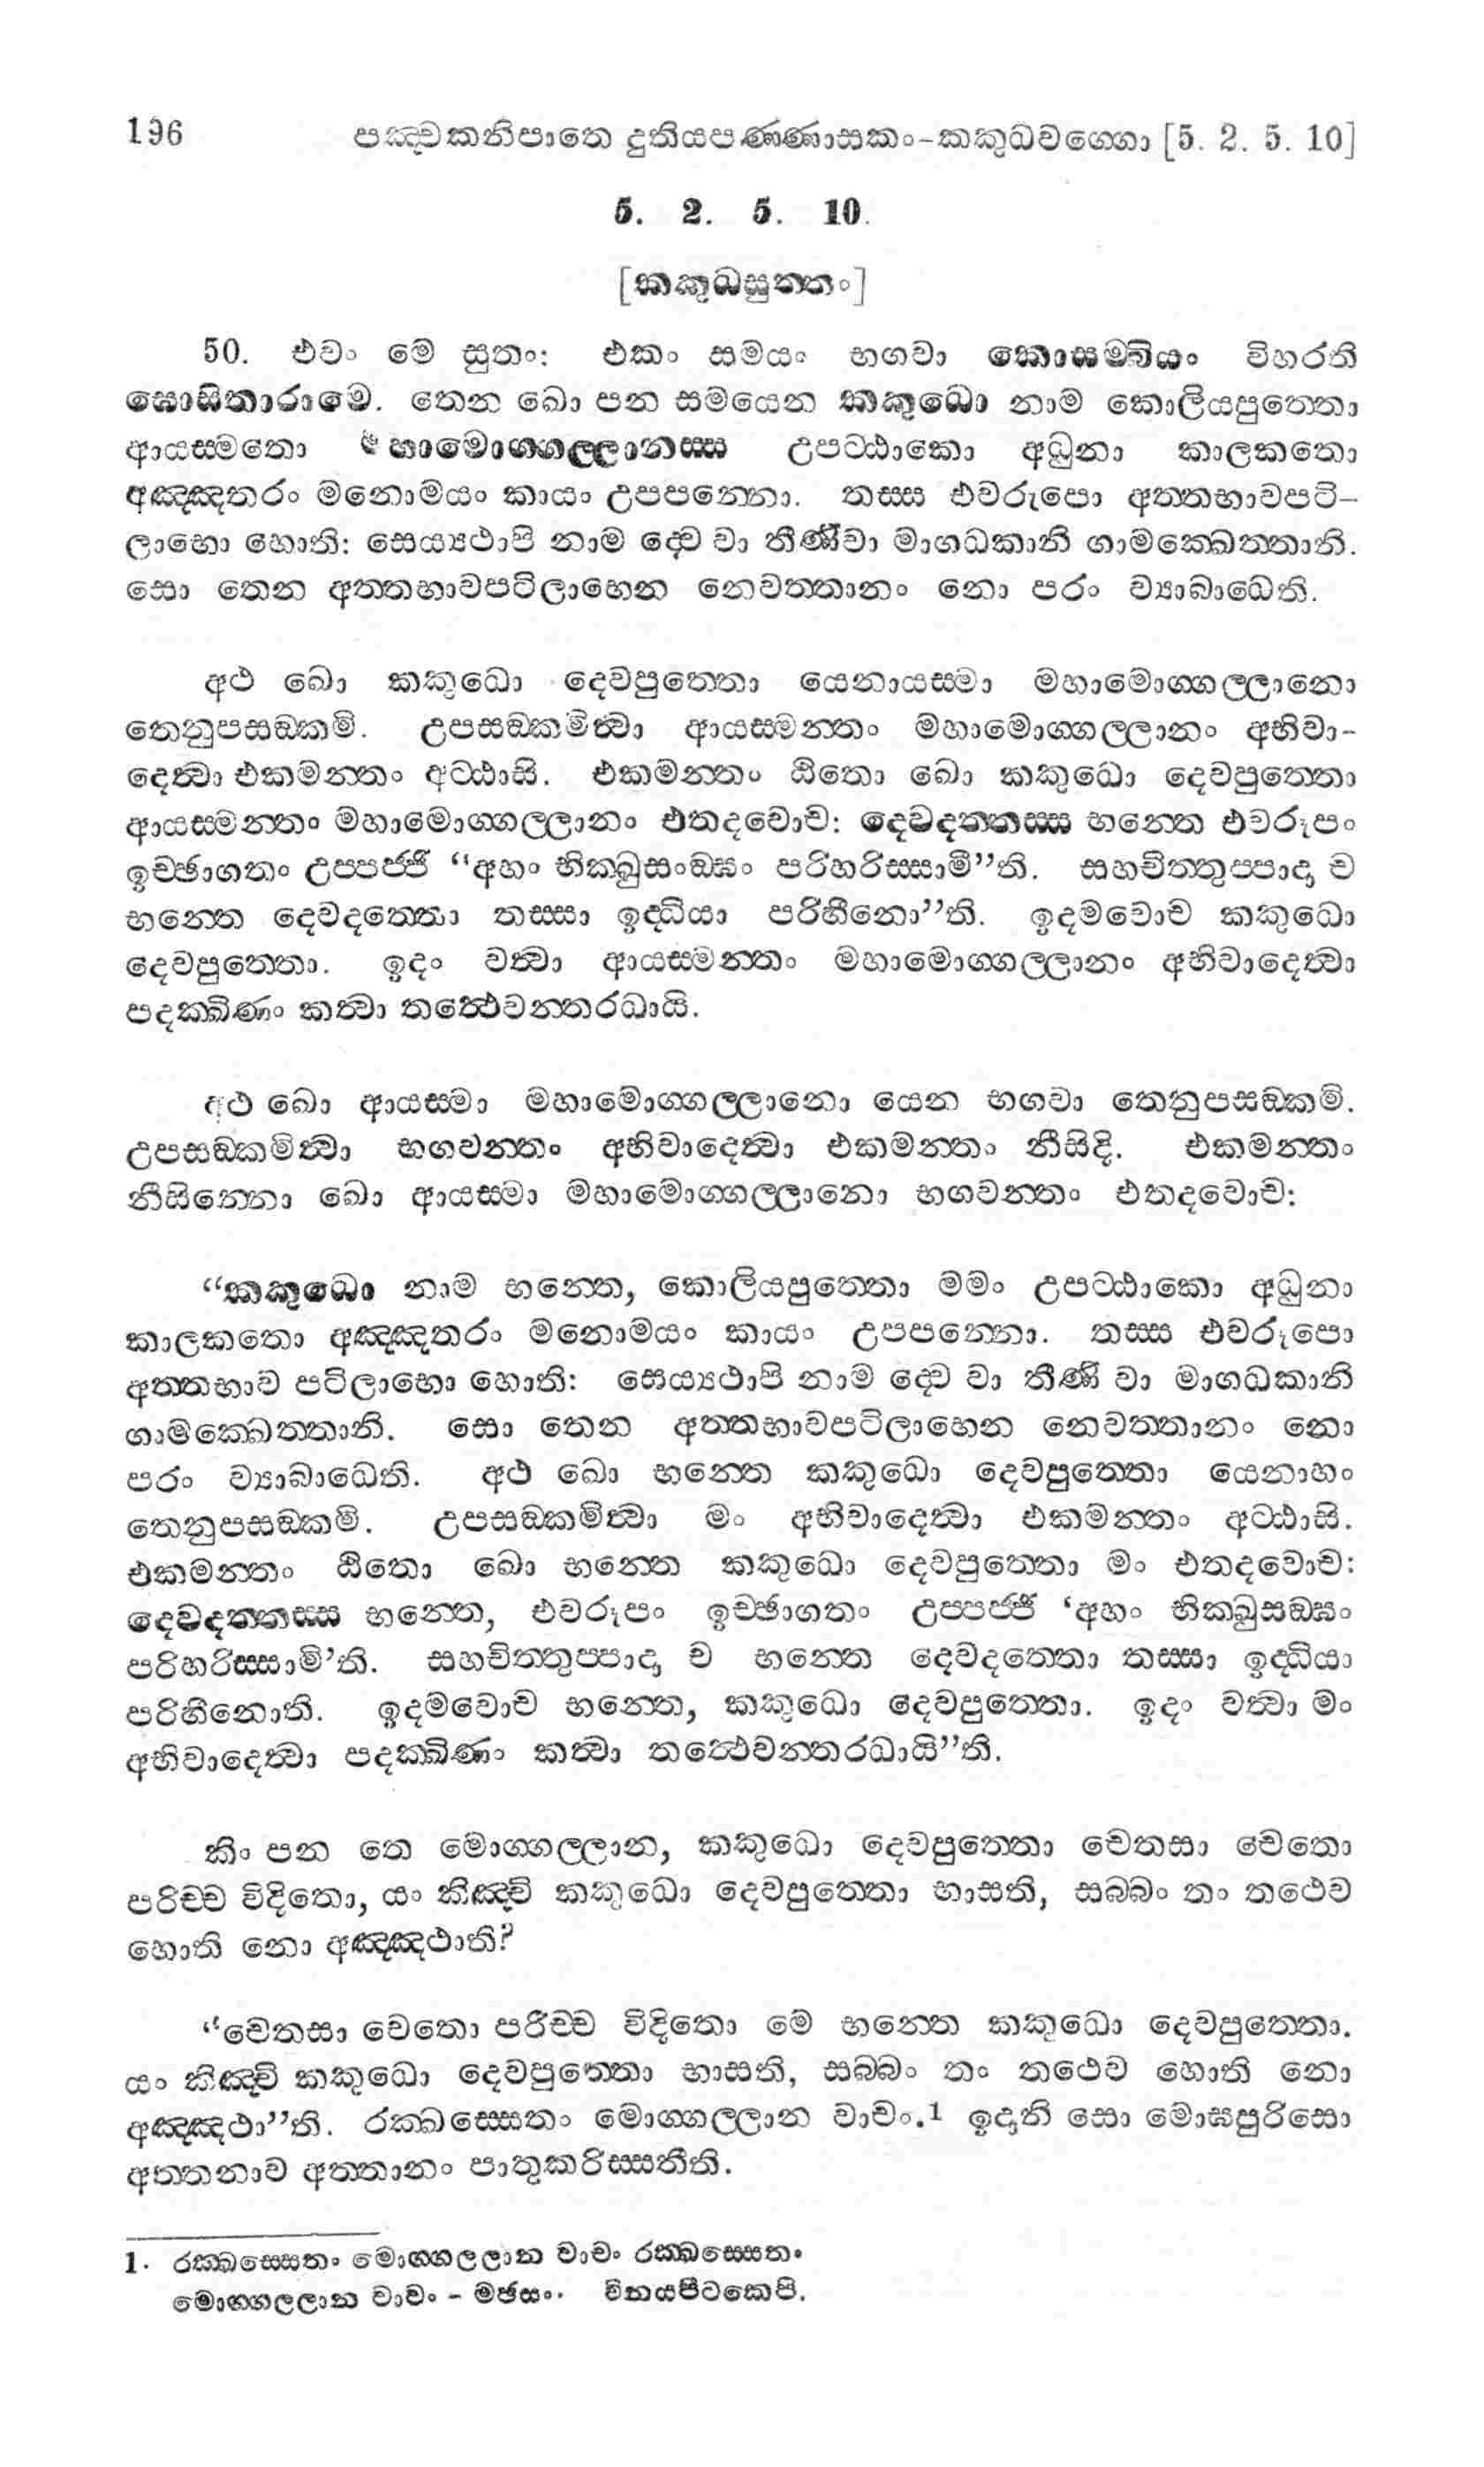 196 පඤ්චකනිපාතෙ දුතියපණ්ණාසකං-කකුධවග්ගො [5. 2. 5. 10]
5. 2. 5. 10.
[කකුධසුත්තං]
50. එවං මෙ සුතං: එකං සමයං භගවා කොසම්බියං විහරති
ඝොසිතාරාමෙ. තෙන ඛො පන සමයෙන කකුධො නාම කොලියපුත්තො
ආයස්මතො මහාමොග්ගල්ලානස්ස උපට්ඨාකො අධුනා කාලකතො
අඤ්ඤතරං මනොමයං කායං උපපන්නො. තස්ස එවරුපො අත්තභාවපටි-
ලාභො හොති: සෙය්‍යථාපි නාම ද්වෙ වා තීණිවා මාගධකානි ගාමක්ඛෙත්තානි.
සො තෙන අත්තභාවපටිලාභෙන නෙවත්තානං නො පරං ව්‍යාබාධෙති.
අථ ඛො කකුධො දෙවපුත්තො යෙනායස්මා මහාමොග්ගල්ලානො
තෙනුපසඞ්කමි. උපසඞ්කමිත්වා ආයස්මන්තං මහාමොග්ගල්ලානං අභිවා-
දෙත්වා එකමන්තං අට්ඨාසි. එකමන්තං ඨිතො ඛො කකුධො දෙවපුත්තො
ආයස්මන්තං මහාමොග්ගල්ලානං එතදවොච: දෙවදත්තස්ස භන්තෙ එවරූපං
ඉච්ඡාගතං උප්පජ්ජි “අහං භික්ඛුසංඞ්ඝං පරිහරිස්සාමී”ති. සහචිත්තුප්පාදා ච
භන්තෙ දෙවදත්තො තස්සා ඉද්ධියා පරිහීනො”ති. ඉදමවොච කකුධො
දෙවපුත්තො. ඉදං වත්වා ආයස්මන්තං මහාමොග්ගල්ලානං අභිවාදෙත්වා
පදක්ඛිණං කත්වා තත්ථෙවන්තරධායි.
අථ ඛො ආයස්මා මහාමොග්ගල්ලානො යෙන භගවා තෙනුපසඞ්කමි.
උපසඞ්කමිත්වා භගවන්තං අභිවාදෙත්වා එකමන්තං නිසීදි. එකමන්තං
නිසින්නො ඛො ආයස්මා මහාමොග්ගල්ලානො භගවන්තං එතදවොච:
“කකුධො නාම භන්තෙ, කොලියපුත්තො මමං උපට්ඨාකො අධුනා
කාලකතො අඤ්ඤතරං මනොමයං කායං උපපන්නො. තස්ස එවරූපො
අත්තභාව පටිලාභො හොති: සෙය්‍යථාපි නාම ද්වෙ වා තීණි වා මාගධකානි
ගාමක්ඛෙත්තානි. සො තෙන අත්තභාවපටිලාභෙන නෙවත්තානං නො
පරං ව්‍යාබාධෙති. අථ ඛො භන්තෙ කකුධො දෙවපුත්තො යෙනාහං
තෙනුපසඞ්කමි. උපසඞ්කමිත්වා මං අභිවාදෙත්වා එකමන්තං අට්ඨාසි.
එකමන්තං ඨිතො ඛො භන්තෙ කකුධො දෙවපුත්තො මං එතදවොච:
දෙවදත්තස්ස භන්තෙ, එවරූපං ඉච්ඡාගතං උප්පජ්ජි ‘අහං භික්ඛුසඞ්ඝං
පරිහරිස්සාමි’ති. සහචිත්තුප්පාදා ච භන්තෙ දෙවදත්තො තස්සා ඉද්ධියා
පරිහීනොති. ඉදමවොච භන්තෙ, කකුධො දෙවපුත්තො. ඉදං වත්වා මං
අභිවාදෙත්වා පදක්ඛිණං කත්වා තත්ථෙවන්තරධායි”ති.
කිං පන තෙ මොග්ගල්ලාන, කකුධො දෙවපුත්තො චෙතසා චෙතො
පරිච්ච විදිතො, යං කිඤ්චි කකුධො දෙවපුත්තො භාසති, සබ්බං තං තථෙව
හොති නො අඤ්ඤථාති?
“චෙතසා චෙතො පරිච්ච විදිතො මෙ භන්තෙ කකුධො දෙවපුත්තො.
යං කිඤ්චි කකුධො දෙවපුත්තො භාසති, සබ්බං තං තථෙව හොති නො
අඤ්ඤථා”ති. රක්ඛස්සෙතං මොග්ගල්ලාන වාචං.1 ඉදානි සො මොඝපුරිසො
අත්තනාව අත්තානං පාතුකරිස්සතීති.
1. රක්ඛස්සෙතං මොග්ගල්ලාන වාචං රක්ඛස්සෙතං
මොග්ගල්ලාන වාචං - මඡසං. විනයපිටකෙපි.